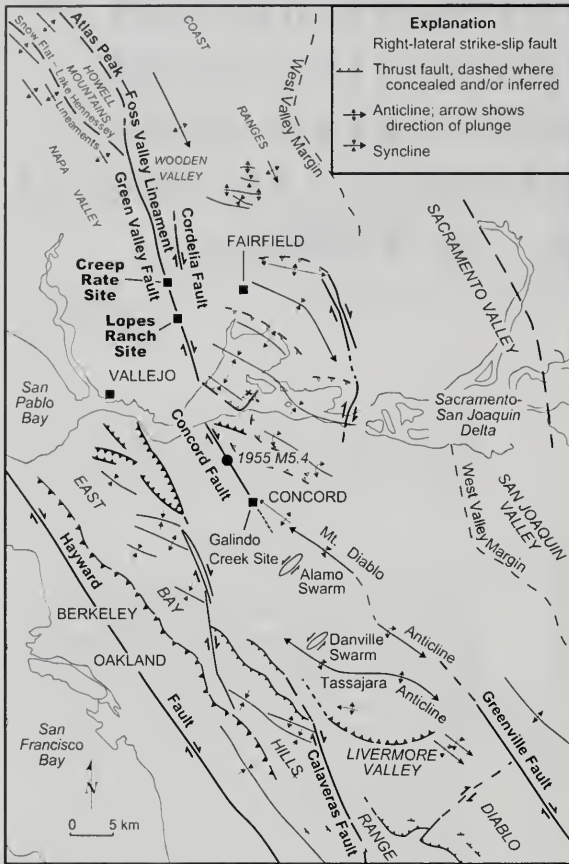 Explanation
Right-lateral strike-slip fault
Thrust fault, dashed where
concealed and/or inferred
Anticline; arrow shows
direction of plunge
Syncline
Atlas Peak
Foss Valley Lineament
Snow Flat
Lake Hennessey
Lineaments
HOWELL
MOUNTAINS
COAST
RANGES
West Valley
Margin
NAPA
VALLEY
WOODEN
VALLEY
Green Valley Fault
Cordelia Fault
FAIRFIELD
SACRAMENTO VALLEY
Creep
Rate
Site
Lopes
Ranch
Site
VALLEJO
San
Pablo
Bay
Sacramento-
San Joaquin
Delta
Concord Fault
1955 M5.4
CONCORD
Galindo
Creek Site
West Valley
Margin
SAN JOAQUIN
VALLEY
EAST
BAY
HILLS
Hayward
Fault
BERKELEY
OAKLAND
Mt. Diablo
Anticline
Alamo
Swarm
Danville
Swarm
Tassajara
Anticline
Greenville Fault
LIVERMORE
VALLEY
San
Francisco
Bay
Calaveras Fault
DIABLO
RANGE
N
0 5 km